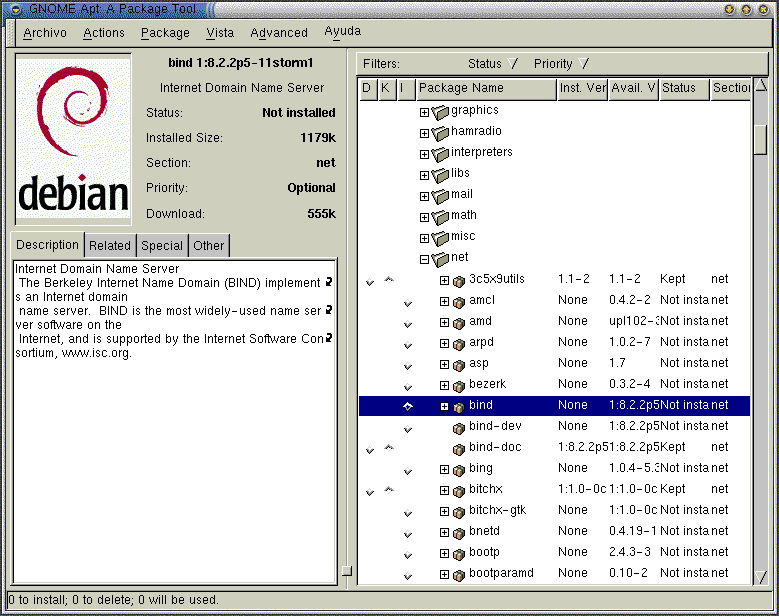 GNOME Apt: A Package Tool
Archivo Actions Package Vista Advanced Ayuda
debian
bind 1:8.2.2p5-11storm1
Internet Domain Name Server
Status: Not installed
Installed Size: 1179k
Section: net
Priority: Optional
Download: 555k
Description Related Special Other
Internet Domain Name Server
The Berkeley Internet Name Domain (BIND) implement
s an Internet domain
name server. BIND is the most widely-used name ser
ver software on the
Internet, and is supported by the Internet Software Con
sortium, www.isc.org.
Filters: Status Priority
D K I Package Name Inst. Ver Avail. V Status Section
graphics
hamradio
interpreters
libs
mail
math
misc
net
3c5x9utils 1.1-2 1.1-2 Kept net
amcl None 0.4.2-2 Not insta net
amd None upl102-3 Not insta net
arpd None 1.0.2-7 Not insta net
asp None 1.7 Not insta net
bezerk None 0.3.2-4 Not insta net
bind None 1:8.2.2p5 Not insta net
bind-dev None 1:8.2.2p5 Not insta net
bind-doc 1:8.2.2p5 1:8.2.2p5 Kept net
bing None 1.0.4-5.3 Not insta net
bitchx 1:1.0-0c 1:1.0-0c Kept net
bitchx-gtk None 1:1.0-0c Not insta net
bnetd None 0.4.19-1 Not insta net
bootp None 2.4.3-3 Not insta net
bootparamd None 0.10-2 Not insta net
0 to install; 0 to delete; 0 will be used.